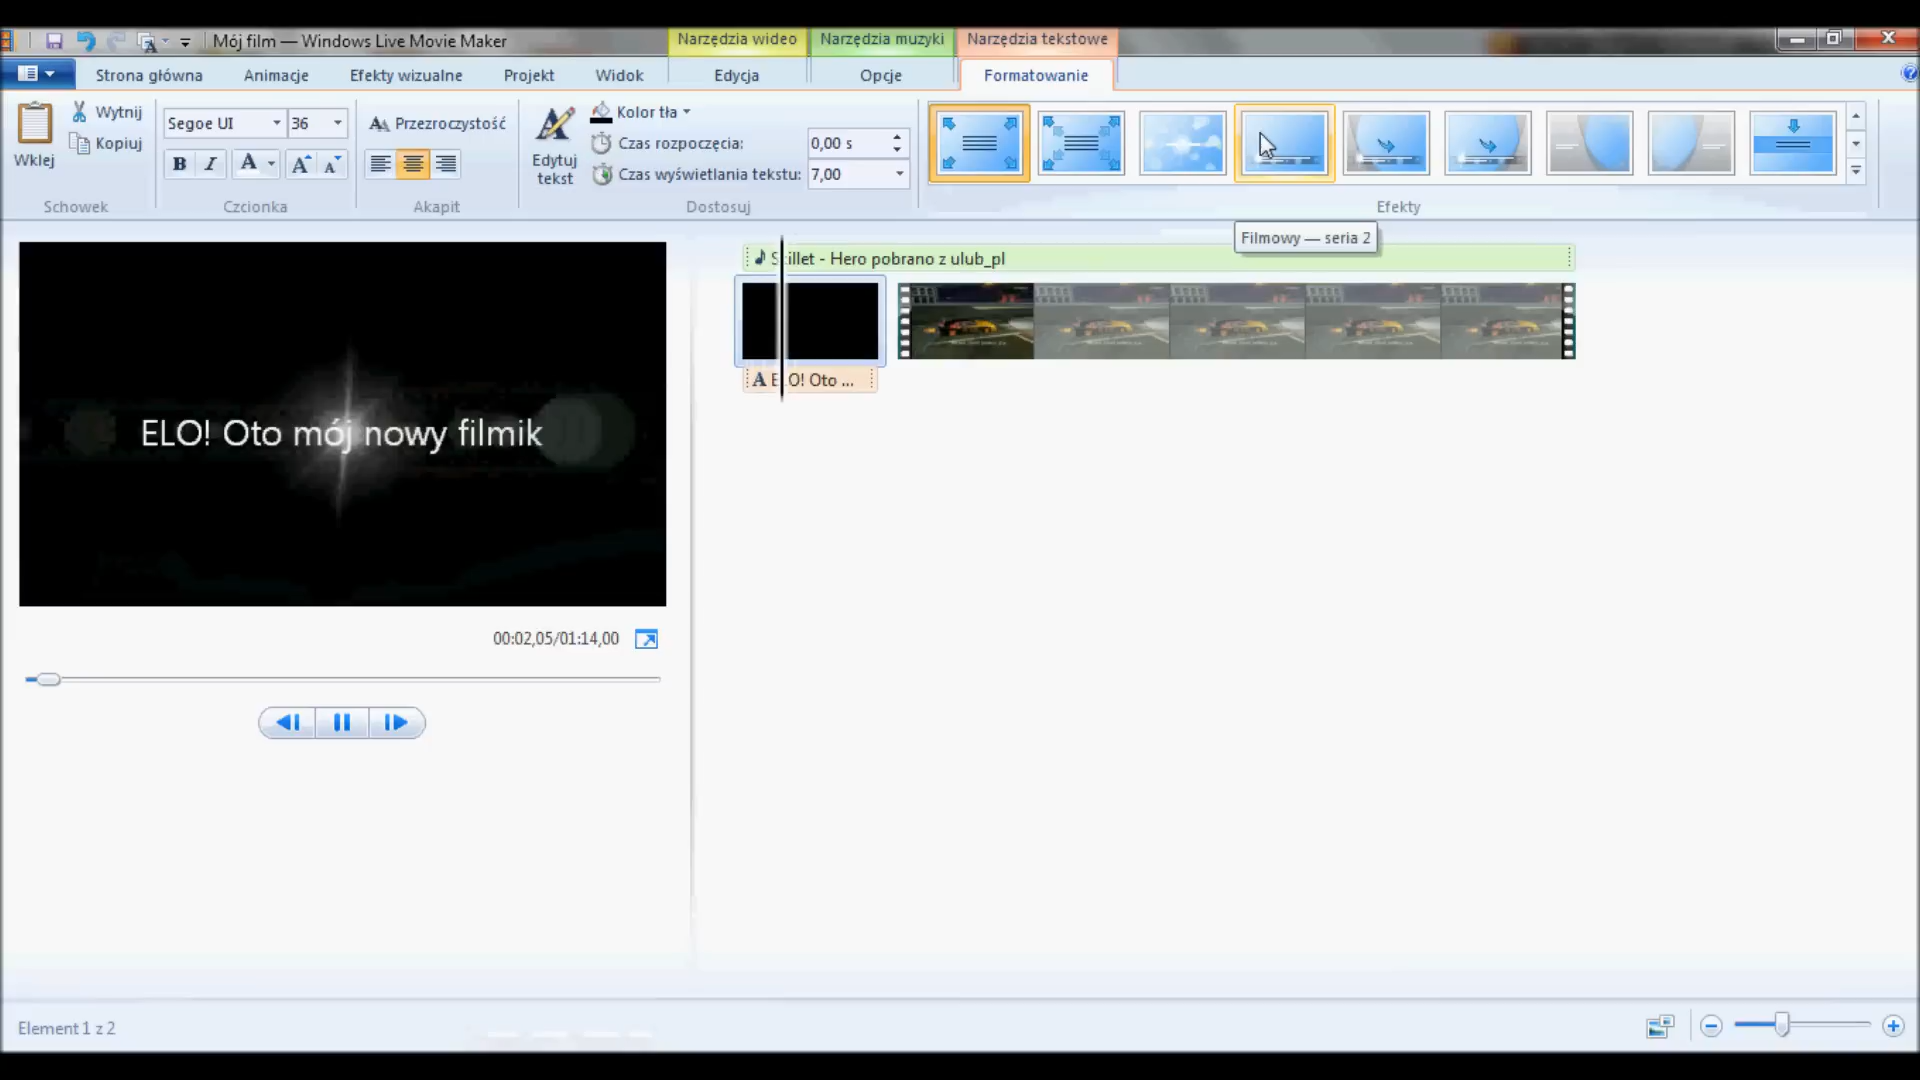 Mój film — Windows Live Movie Maker
Narzędzia wideo
Narzędzia muzyki
Narzędzia tekstowe
Strona główna
Animacje
Efekty wizualne
Projekt
Widok
Edycja
Opcje
Formatowanie
Wklej
Wytnij
Kopiuj
Schowek
Segoe UI
36
B
I
A
A
A
Czcionka
Przezroczystość
Akapit
Edytuj
tekst
Kolor tła
Czas rozpoczęcia:
0,00 s
Czas wyświetlania tekstu:
7,00
Dostosuj
Efekty
Filmowy — seria 2
ELO! Oto mój nowy filmik
00:02,05/01:14,00
Skillet - Hero pobrano z ulub_pl
A ELO! Oto ...
Element 1 z 2